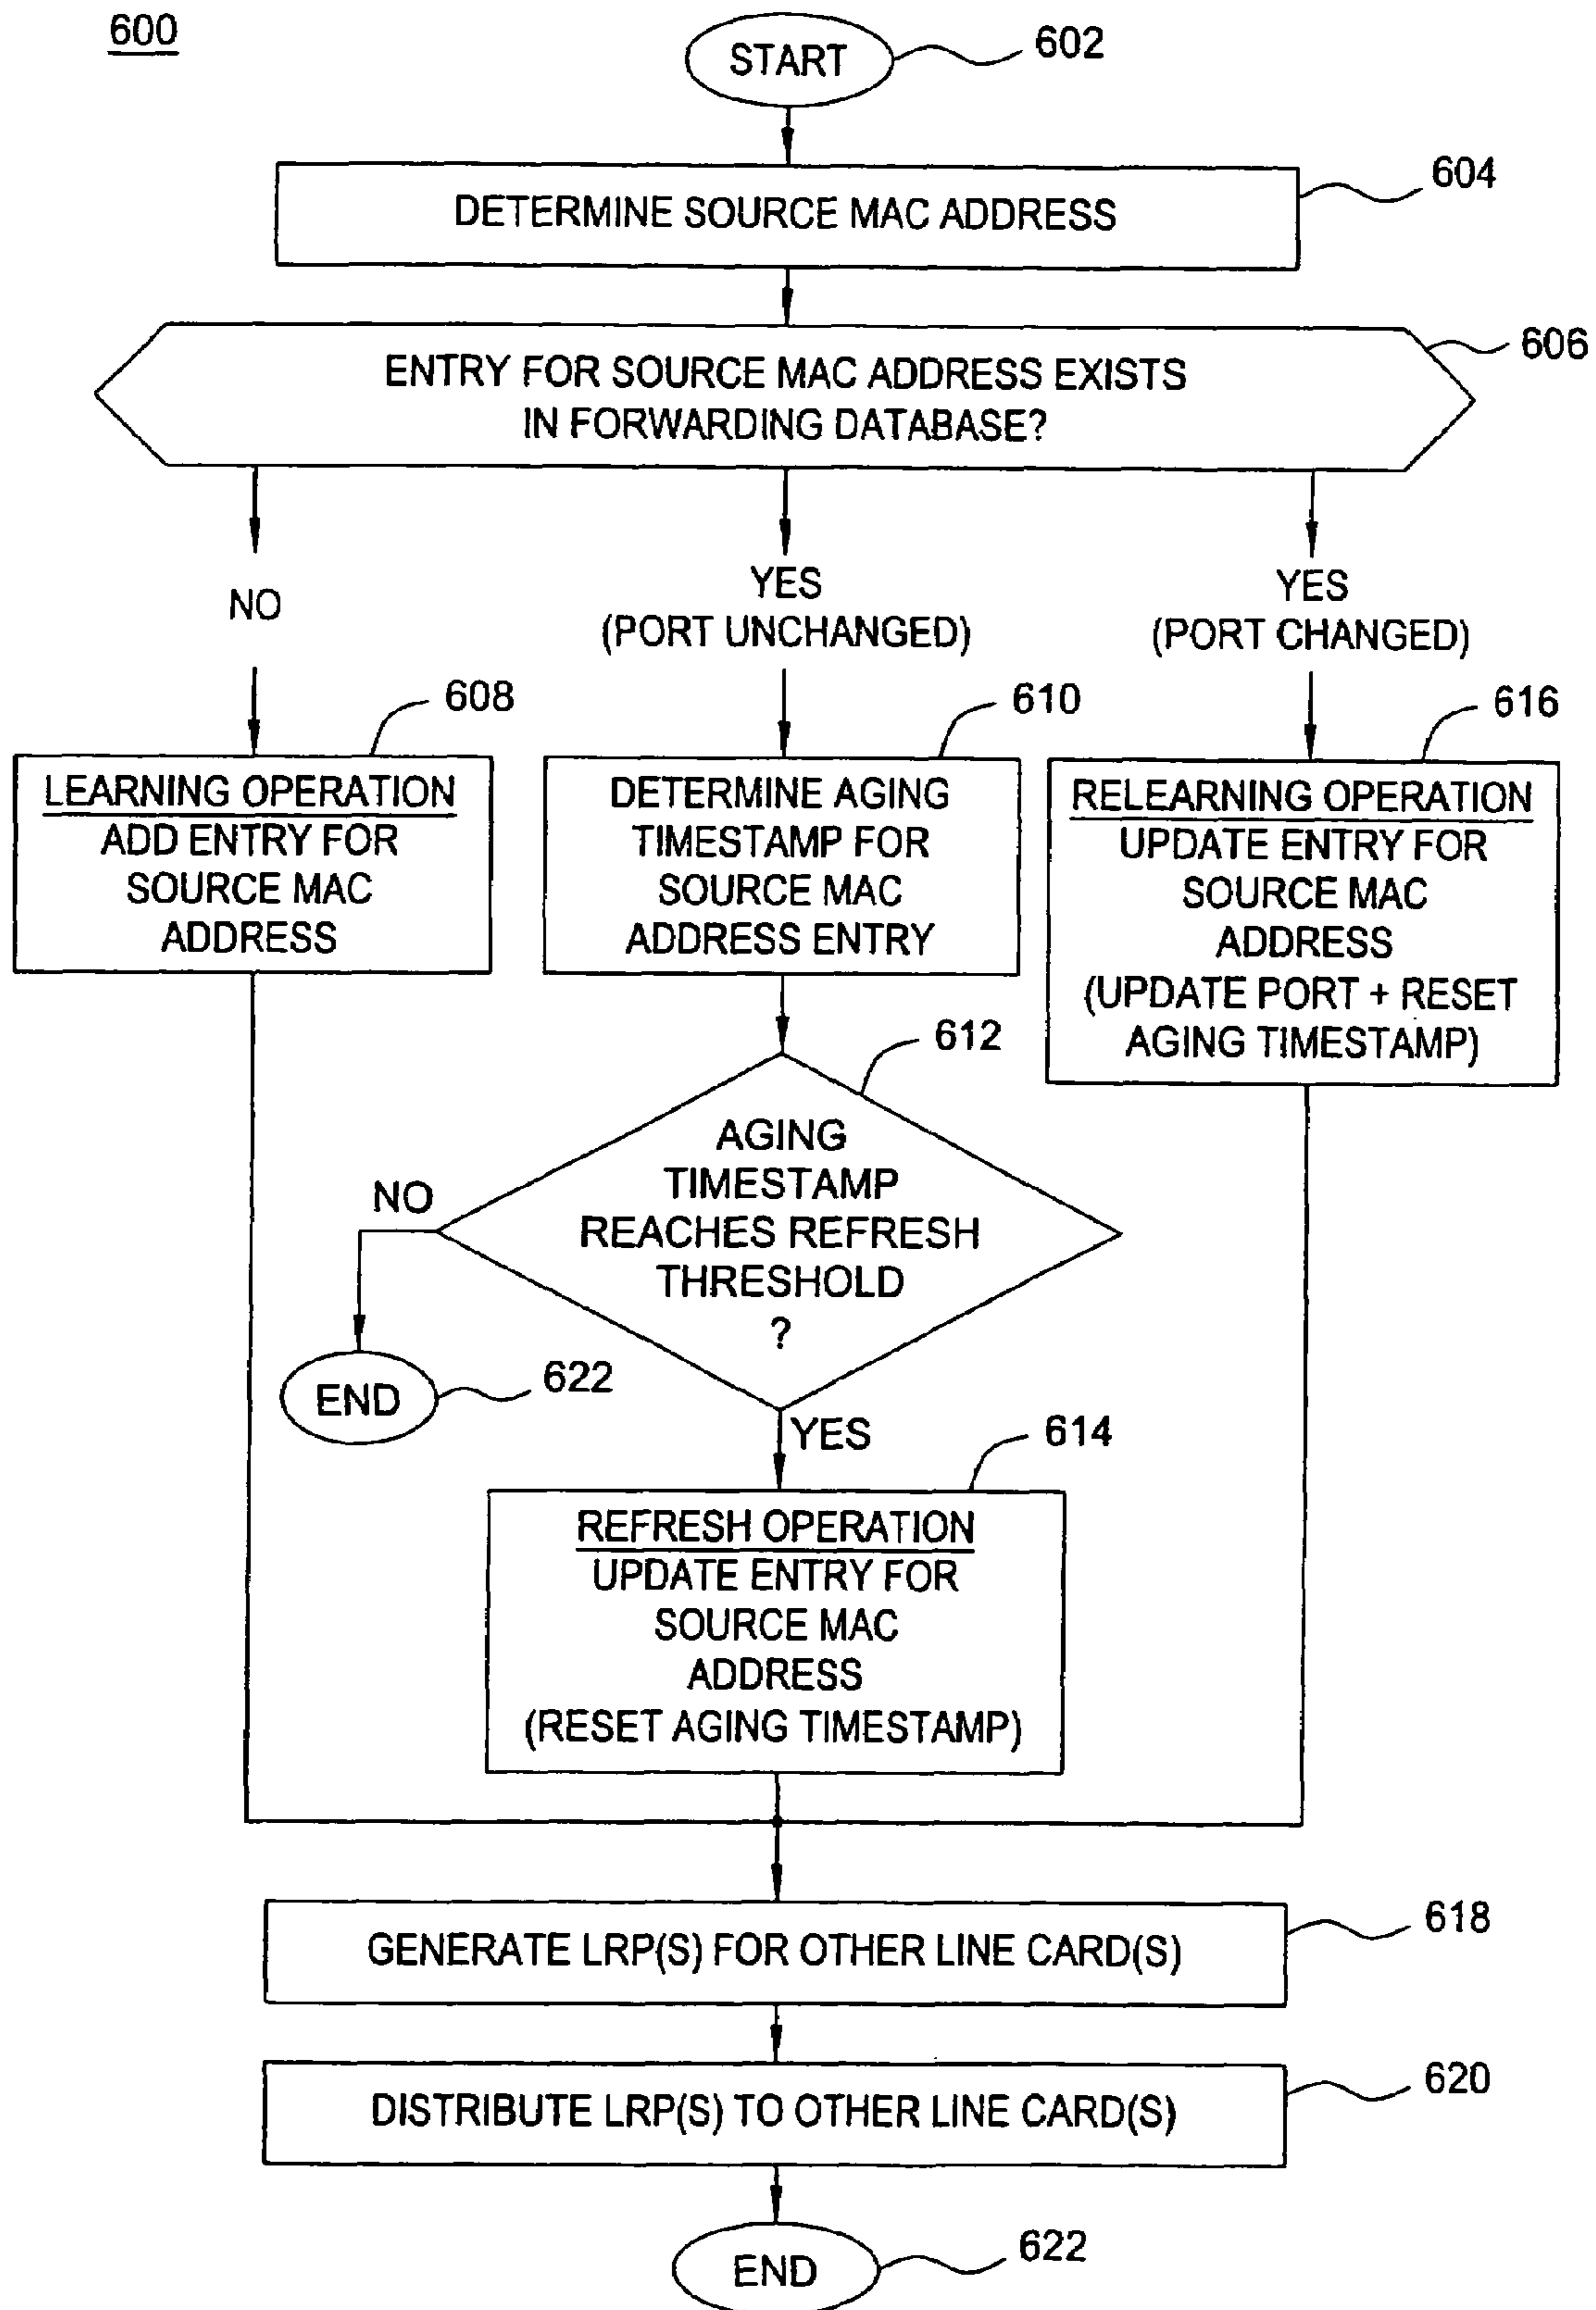 600
START
602
DETERMINE SOURCE MAC ADDRESS
604
ENTRY FOR SOURCE MAC ADDRESS EXISTS
IN FORWARDING DATABASE?
606
NO
YES
(PORT UNCHANGED)
YES
(PORT CHANGED)
608
LEARNING OPERATION
ADD ENTRY FOR
SOURCE MAC
ADDRESS
610
DETERMINE AGING
TIMESTAMP FOR
SOURCE MAC
ADDRESS ENTRY
616
RELEARNING OPERATION
UPDATE ENTRY FOR
SOURCE MAC
ADDRESS
(UPDATE PORT + RESET
AGING TIMESTAMP)
612
AGING
TIMESTAMP
REACHES REFRESH
THRESHOLD
?
NO
END
622
YES
614
REFRESH OPERATION
UPDATE ENTRY FOR
SOURCE MAC
ADDRESS
(RESET AGING TIMESTAMP)
GENERATE LRP(S) FOR OTHER LINE CARD(S)
618
DISTRIBUTE LRP(S) TO OTHER LINE CARD(S)
620
END
622